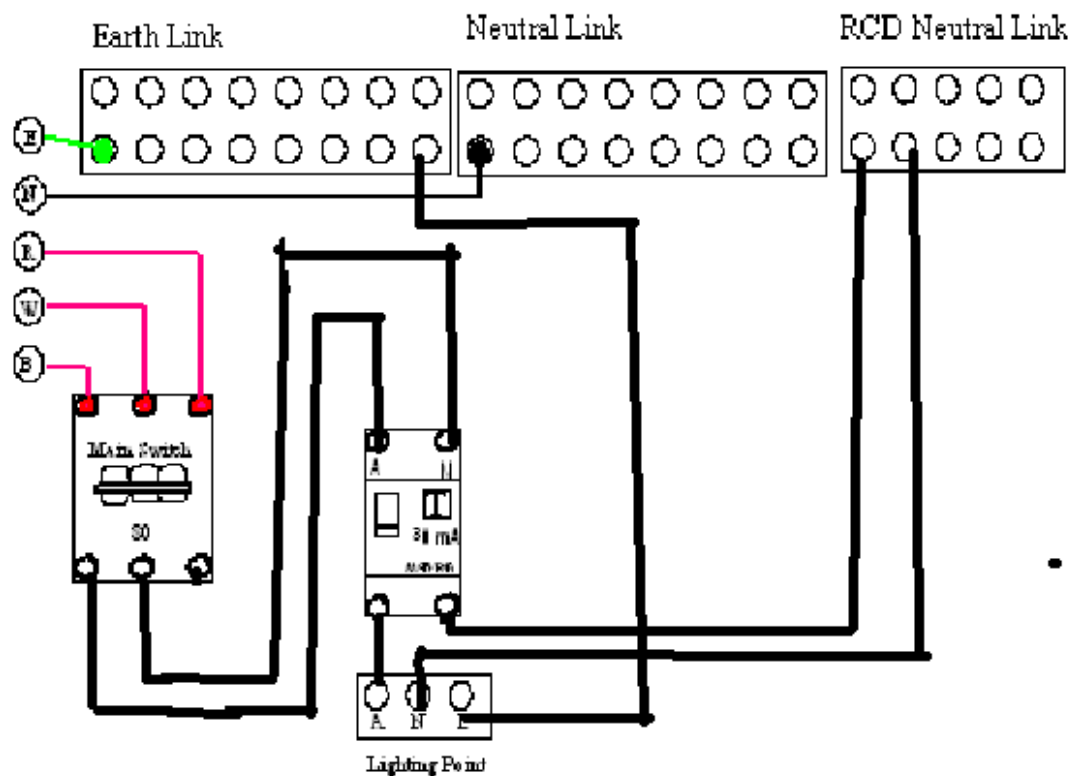 Earth Link
Neutral Link
RCD Neutral Link
E
N
R
W
B
Main Switch
80
A
N
30 mA
A
N
E
Lighting Point